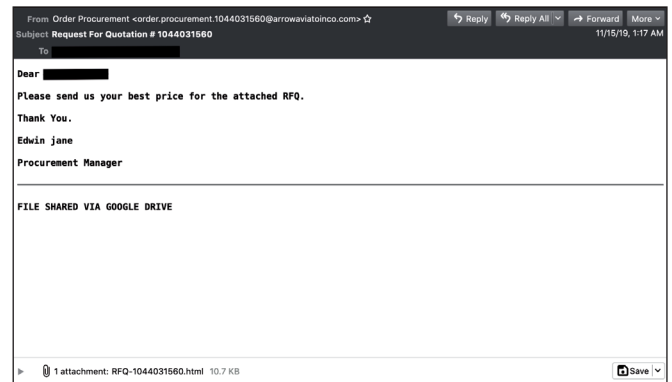 From Order Procurement <order.procurement.1044031560@arrowaviatoinco.com> Reply Reply All Forward More
Subject Request For Quotation # 1044031560 11/15/19, 1:17 AM
To
Dear
Please send us your best price for the attached RFQ.
Thank You.
Edwin jane
Procurement Manager
FILE SHARED VIA GOOGLE DRIVE
1 attachment: RFQ-1044031560.html 10.7 KB Save